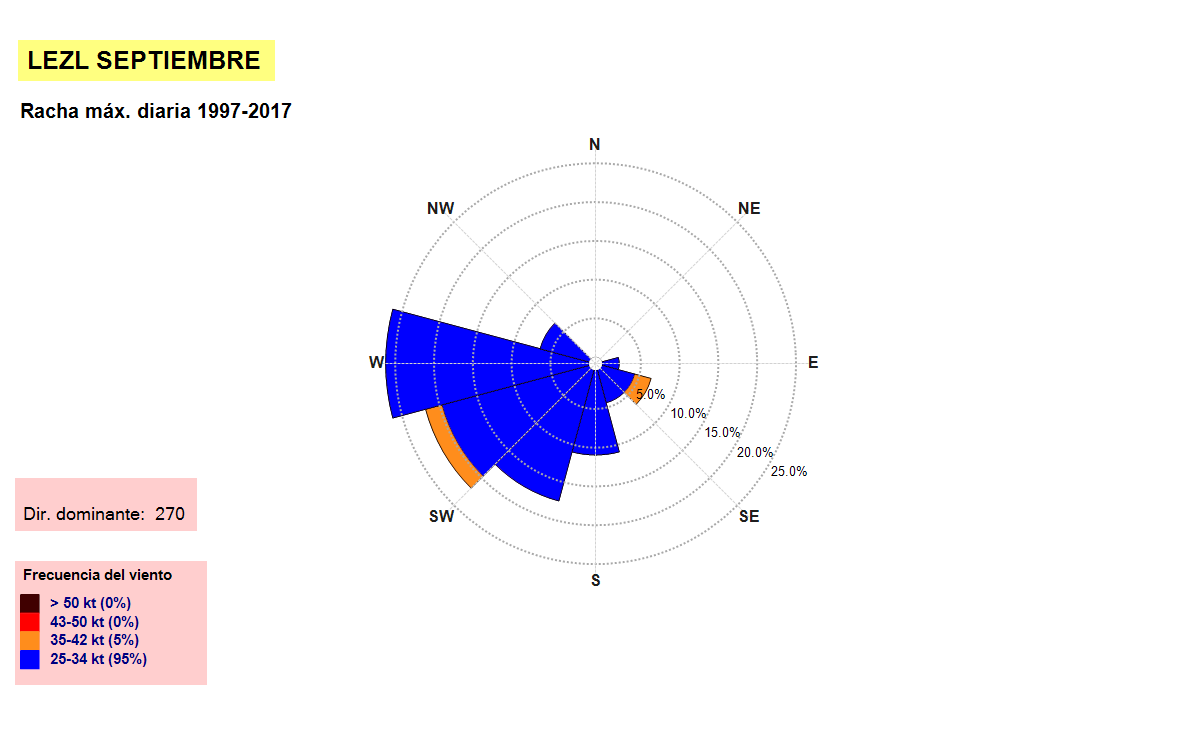 LEZL SEPTIEMBRE
Racha máx. diaria 1997-2017
N
NW
NE
W
E
5.0%
10.0%
15.0%
20.0%
25.0%
SW
SE
S
Dir. dominante: 270
Frecuencia del viento
> 50 kt (0%)
43-50 kt (0%)
35-42 kt (5%)
25-34 kt (95%)